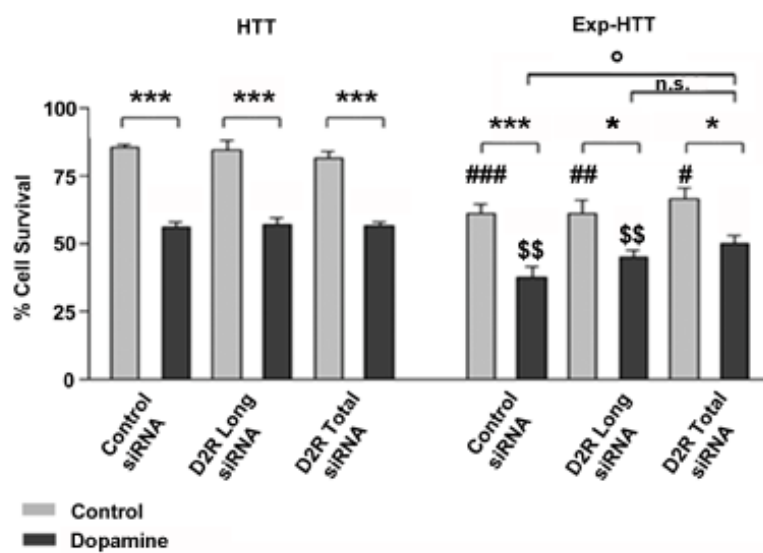 HTT Exp-HTT
°
n.s.
*** *** *** *** * *
### ## #
$$ $$
100
75
50
25
0
% Cell Survival
Control
siRNA
D2R Long
siRNA
D2R Total
siRNA
Control
siRNA
D2R Long
siRNA
D2R Total
siRNA
Control
Dopamine